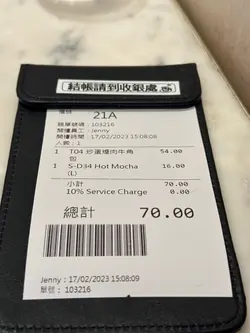 結帳請到收銀處
檯號
21A
賬單號碼：103216
開檯員工：Jenny
開檯時間：17/02/2023 15:08:08
人數：1
1 T04 炒蛋燶肉牛角包 54.00
1 S-D34 Hot Mocha (L) 16.00
小計 70.00
10% Service Charge 0.00
總計 70.00
Jenny：17/02/2023 15:08:09
單號：103216